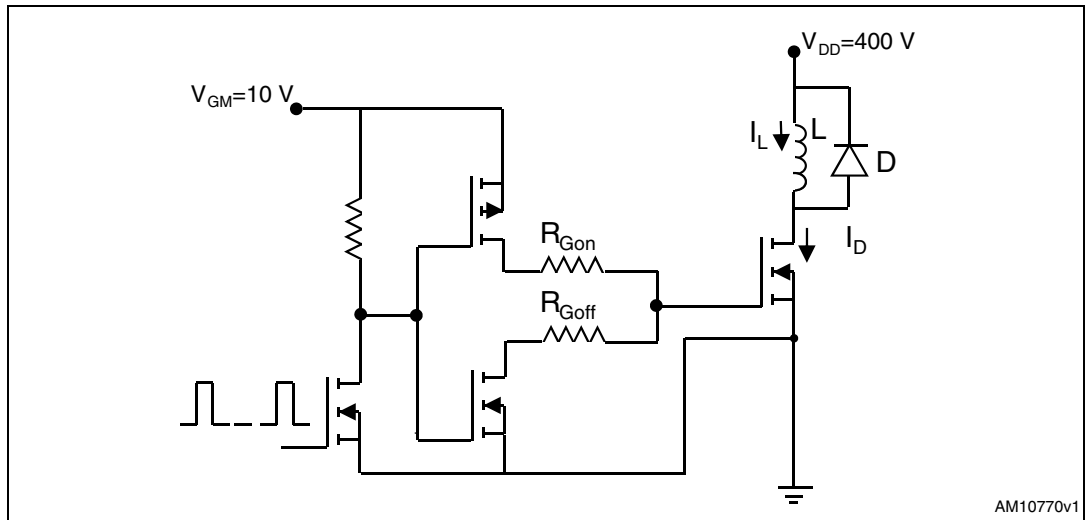 V_DD=400 V
V_GM=10 V
I_L
L
D
R_Gon
I_D
R_Goff
AM10770v1